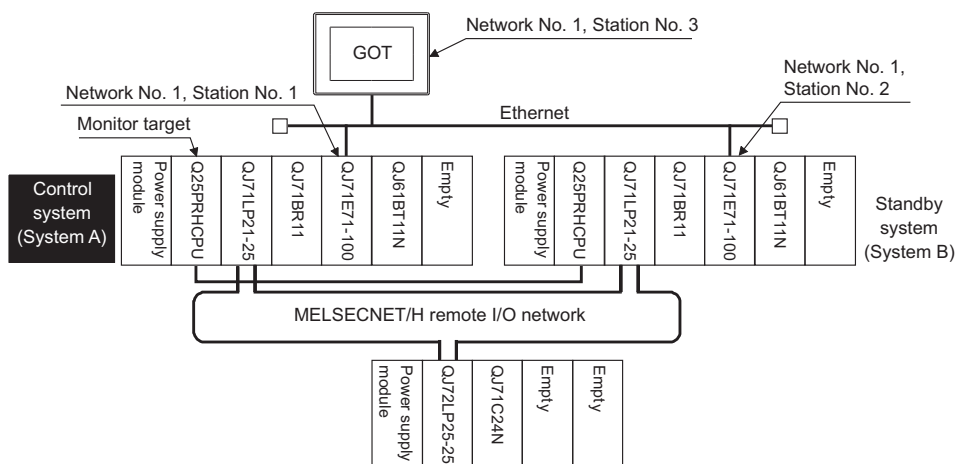 Network No. 1, Station No. 3
GOT
Network No. 1,
Station No. 2
Network No. 1, Station No. 1
Ethernet
Monitor target
Control
system
(System A)
Power supply
module
Q25PRHCPU
QJ71LP21-25
QJ71BR11
QJ71E71-100
QJ61BT11N
Empty
Power supply
module
Q25PRHCPU
QJ71LP21-25
QJ71BR11
QJ71E71-100
QJ61BT11N
Empty
Standby
system
(System B)
MELSECNET/H remote I/O network
Power supply
module
QJ72LP25-25
QJ71C24N
Empty
Empty